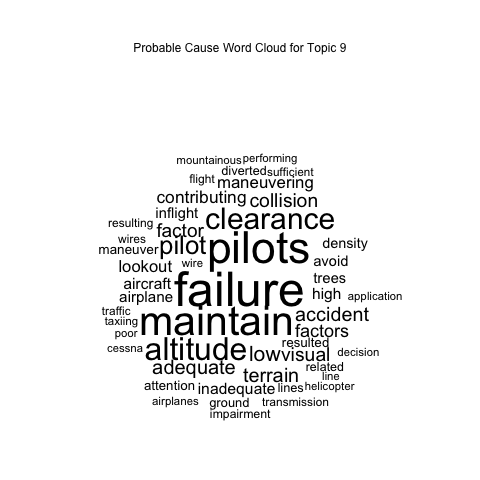 Probable Cause Word Cloud for Topic 9
mountainous performing
diverted sufficient
flight maneuvering
contributing collision
inflight clearance
resulting factor
wires pilot pilots density
maneuver wire avoid
lookout trees
aircraft failure high application
airplane
traffic maintain accident
taxiing factors
poor resulted
cessna altitude low visual decision
adequate terrain related
line
attention inadequate lines helicopter
airplanes ground transmission
impairment